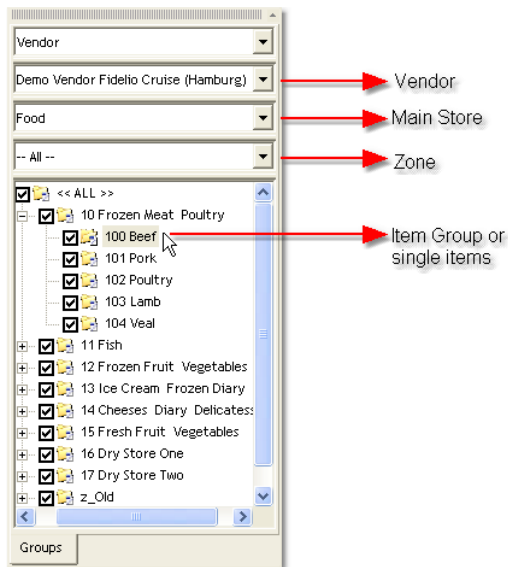 Vendor
Demo Vendor Fidelio Cruise (Hamburg)
Vendor
Food
Main Store
-- All --
Zone
<< ALL >>
10 Frozen Meat Poultry
100 Beef
Item Group or
single items
101 Pork
102 Poultry
103 Lamb
104 Veal
11 Fish
12 Frozen Fruit Vegetables
13 Ice Cream Frozen Diary
14 Cheeses Diary Delicatess
15 Fresh Fruit Vegetables
16 Dry Store One
17 Dry Store Two
z_Old
Groups